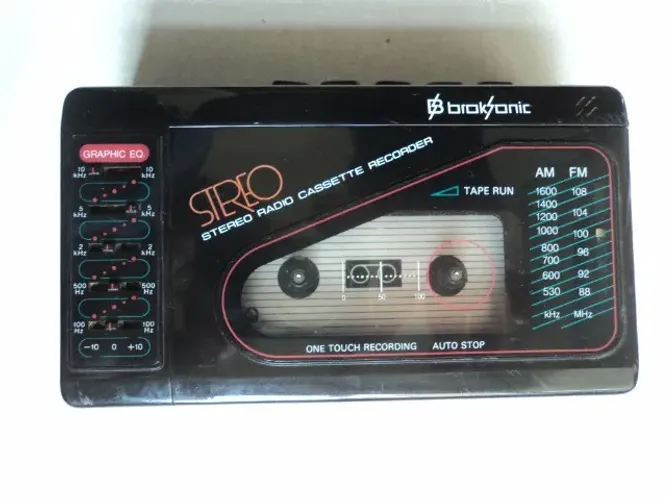 broksonic
GRAPHIC EQ
10 kHz 10 kHz
5 kHz 5 kHz
2 kHz 2 kHz
500 Hz 500 Hz
100 Hz 100 Hz
-10 0 +10
STEREO
STEREO RADIO CASSETTE RECORDER
TAPE RUN
AM FM
1600 108
1400
1200 104
1000 100
800 96
700
600 92
530 88
kHz MHz
0 50 100
ONE TOUCH RECORDING AUTO STOP